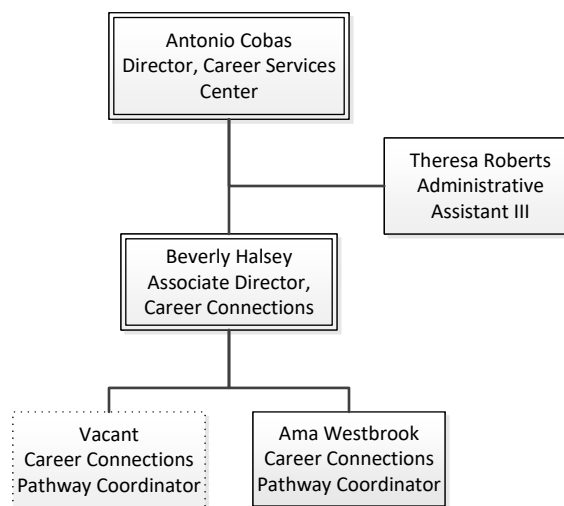 Antonio Cobas
Director, Career Services
Center
Theresa Roberts
Administrative
Assistant III
Beverly Halsey
Associate Director,
Career Connections
Vacant
Career Connections
Pathway Coordinator
Ama Westbrook
Career Connections
Pathway Coordinator